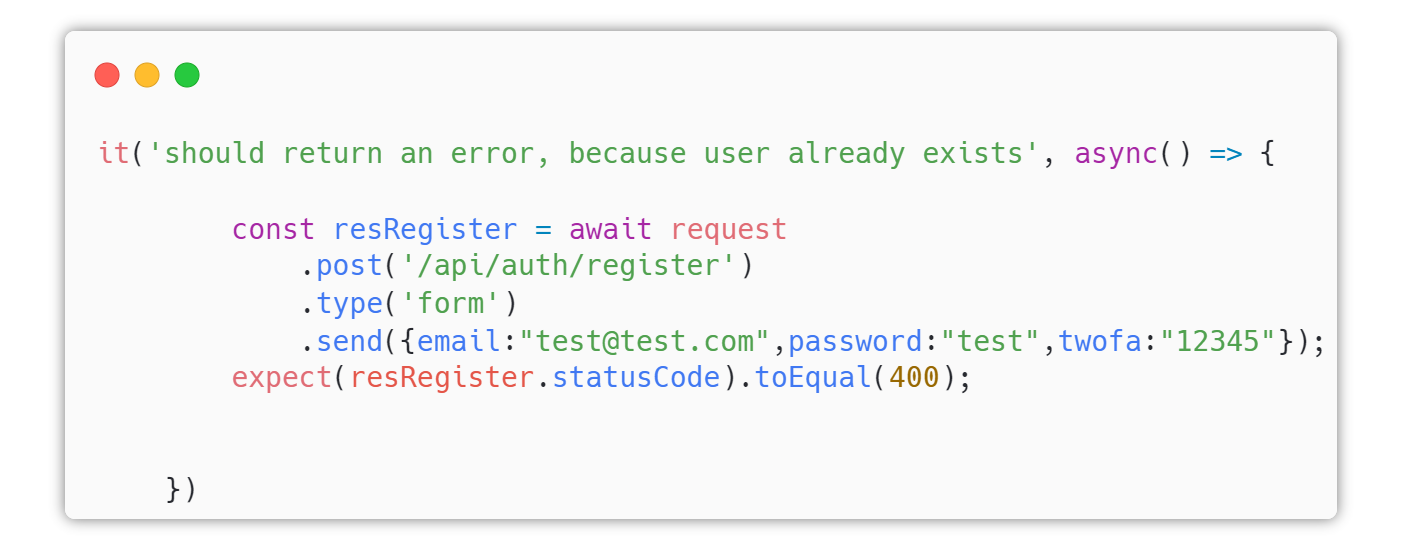 it('should return an error, because user already exists', async() => {
const resRegister = await request
.post('/api/auth/register')
.type('form')
.send({email:"test@test.com",password:"test",twofa:"12345"});
expect(resRegister.statusCode).toEqual(400);
})